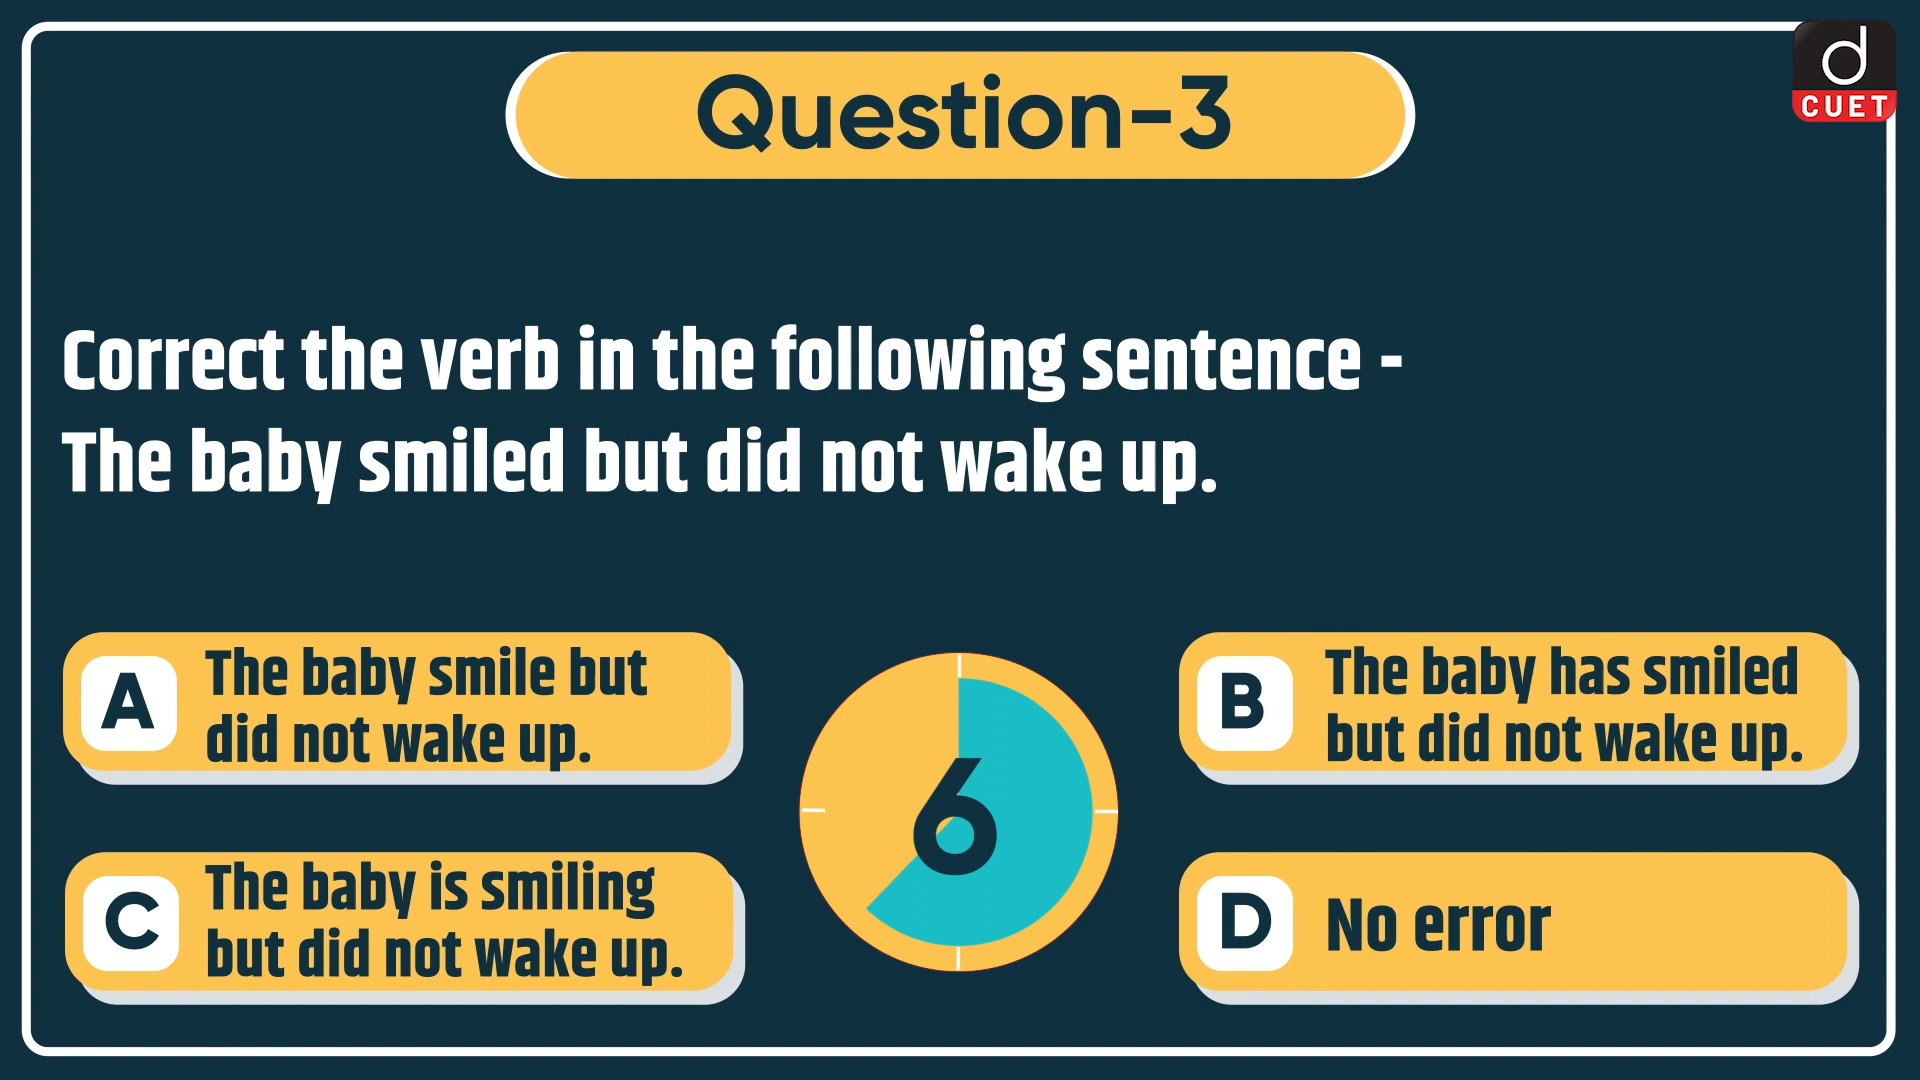 d
CUET
Question-3
Correct the verb in the following sentence -
The baby smiled but did not wake up.
A
The baby smile but
did not wake up.
B
The baby has smiled
but did not wake up.
6
C
The baby is smiling
but did not wake up.
D
No error